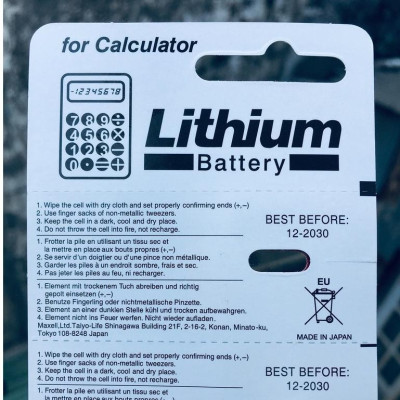 for Calculator
-12345678
7 8 9 ÷
4 5 6 ×
1 2 3 −
0 • = +
Lithium
Battery
1. Wipe the cell with dry cloth and set properly confirming ends (+,–)
2. Use finger sacks of non-metallic tweezers.
3. Keep the cell in a dark, cool and dry place.
4. Do not throw the cell into fire, not recharge.
BEST BEFORE:
12-2030
1. Frotter la pile en utilisant un tissu sec et
la mettre en place aux bouts propres (+,–)
2. Se servir d'un doigtier ou d'une pince non métallique.
3. Garder les piles à un endroit sombre, frais et sec.
4. Pas jeter les piles au feu, ni recharger.
1. Element mit trockenem Tuch abreiben und richtig
gepolt einsetzen (+,–)
2. Benutze Fingerling oder nichtmetallische Pinzette.
3. Element an einer dunklen Stelle kühl und trocken aufbewahren.
4. Element nicht ins Feuer werfen. Nicht wieder aufladen.
Maxell,Ltd.Taiyo-Life Shinagawa Building 21F, 2-16-2, Konan, Minato-ku,
Tokyo 108-8248 Japan
EU
MADE IN JAPAN
1. Wipe the cell with dry cloth and set properly confirming ends (+,–)
2. Use finger sacks of non-metallic tweezers.
3. Keep the cell in a dark, cool and dry place.
4. Do not throw the cell into fire, not recharge.
BEST BEFORE:
12-2030
1. Frotter la pile en utilisant un tissu sec et